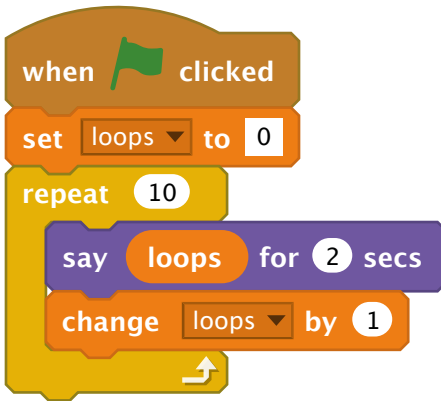 when clicked
set loops to 0
repeat 10
say loops for 2 secs
change loops by 1